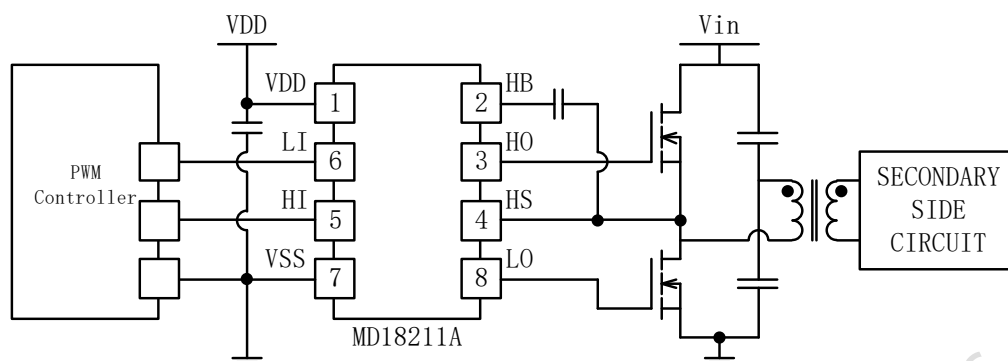 VDD
Vin
VDD
1
2
HB
LI
6
3
HO
PWM
Controller
HI
5
4
HS
VSS
7
8
LO
SECONDARY
SIDE
CIRCUIT
MD18211A